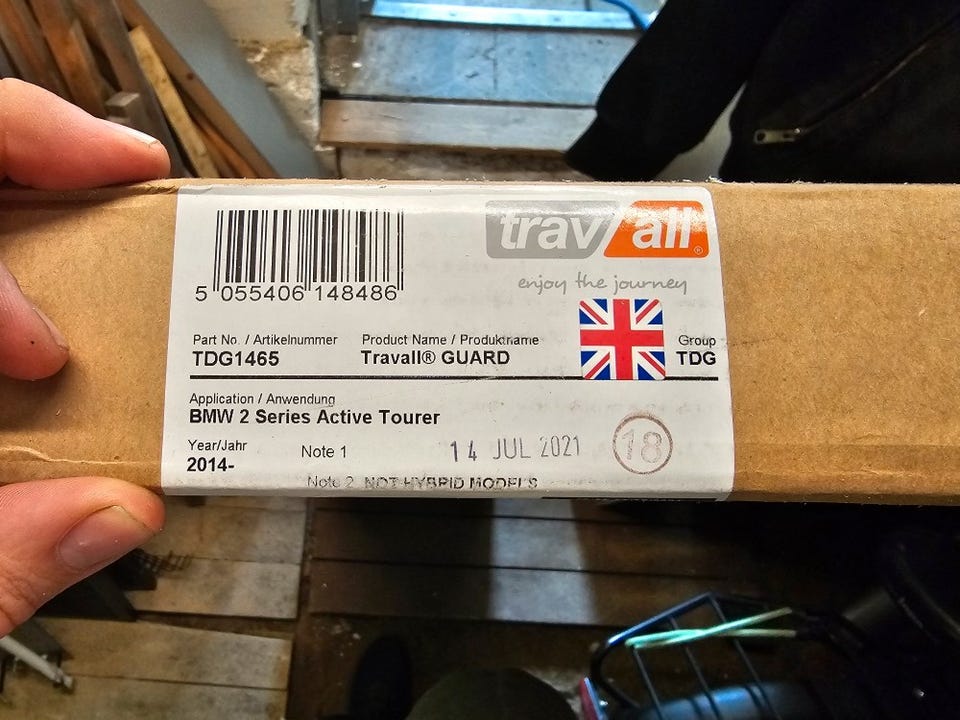 travall®
enjoy the journey
5 055406 148486
Part No. / Artikelnummer
TDG1465
Product Name / Produktname
Travall® GUARD
Group
TDG
Application / Anwendung
BMW 2 Series Active Tourer
Year/Jahr
2014-
Note 1
14 JUL 2021
18
Note 2 NOT HYBRID MODELS